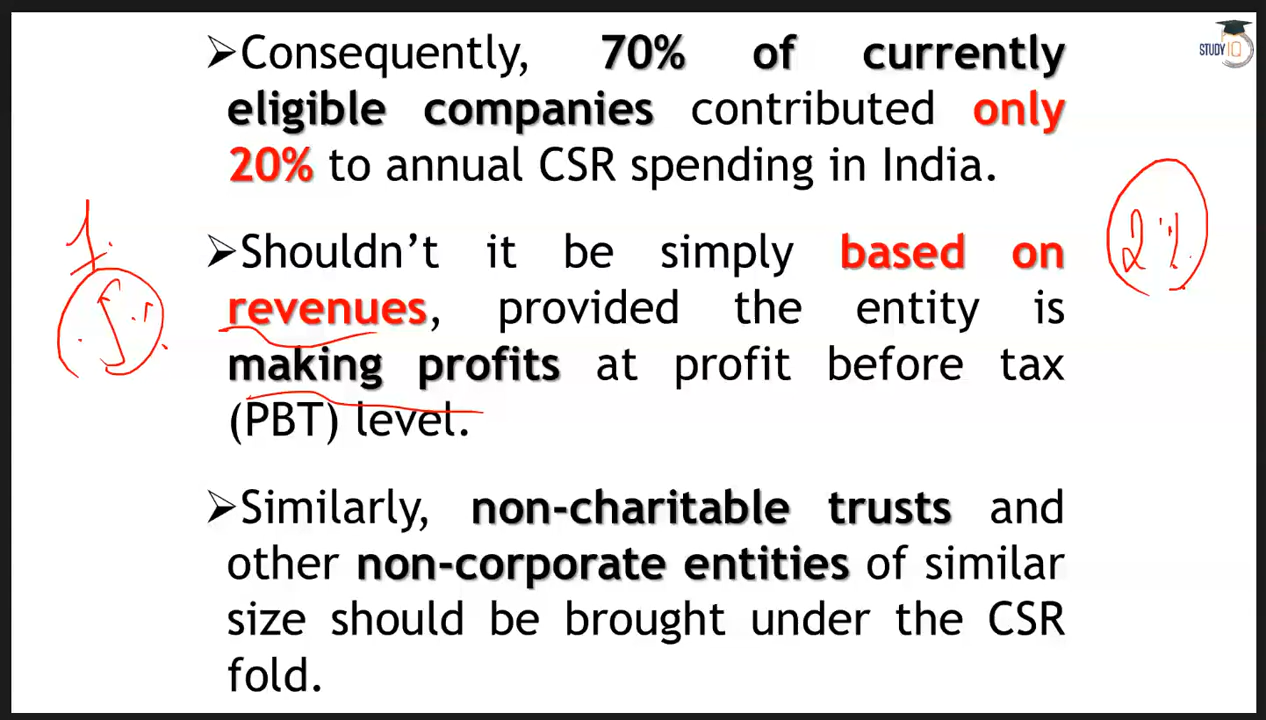 STUDY IQ
➢Consequently, 70% of currently
eligible companies contributed only
20% to annual CSR spending in India.
➢Shouldn’t it be simply based on
revenues, provided the entity is
making profits at profit before tax
(PBT) level.
➢Similarly, non-charitable trusts and
other non-corporate entities of similar
size should be brought under the CSR
fold.
2%